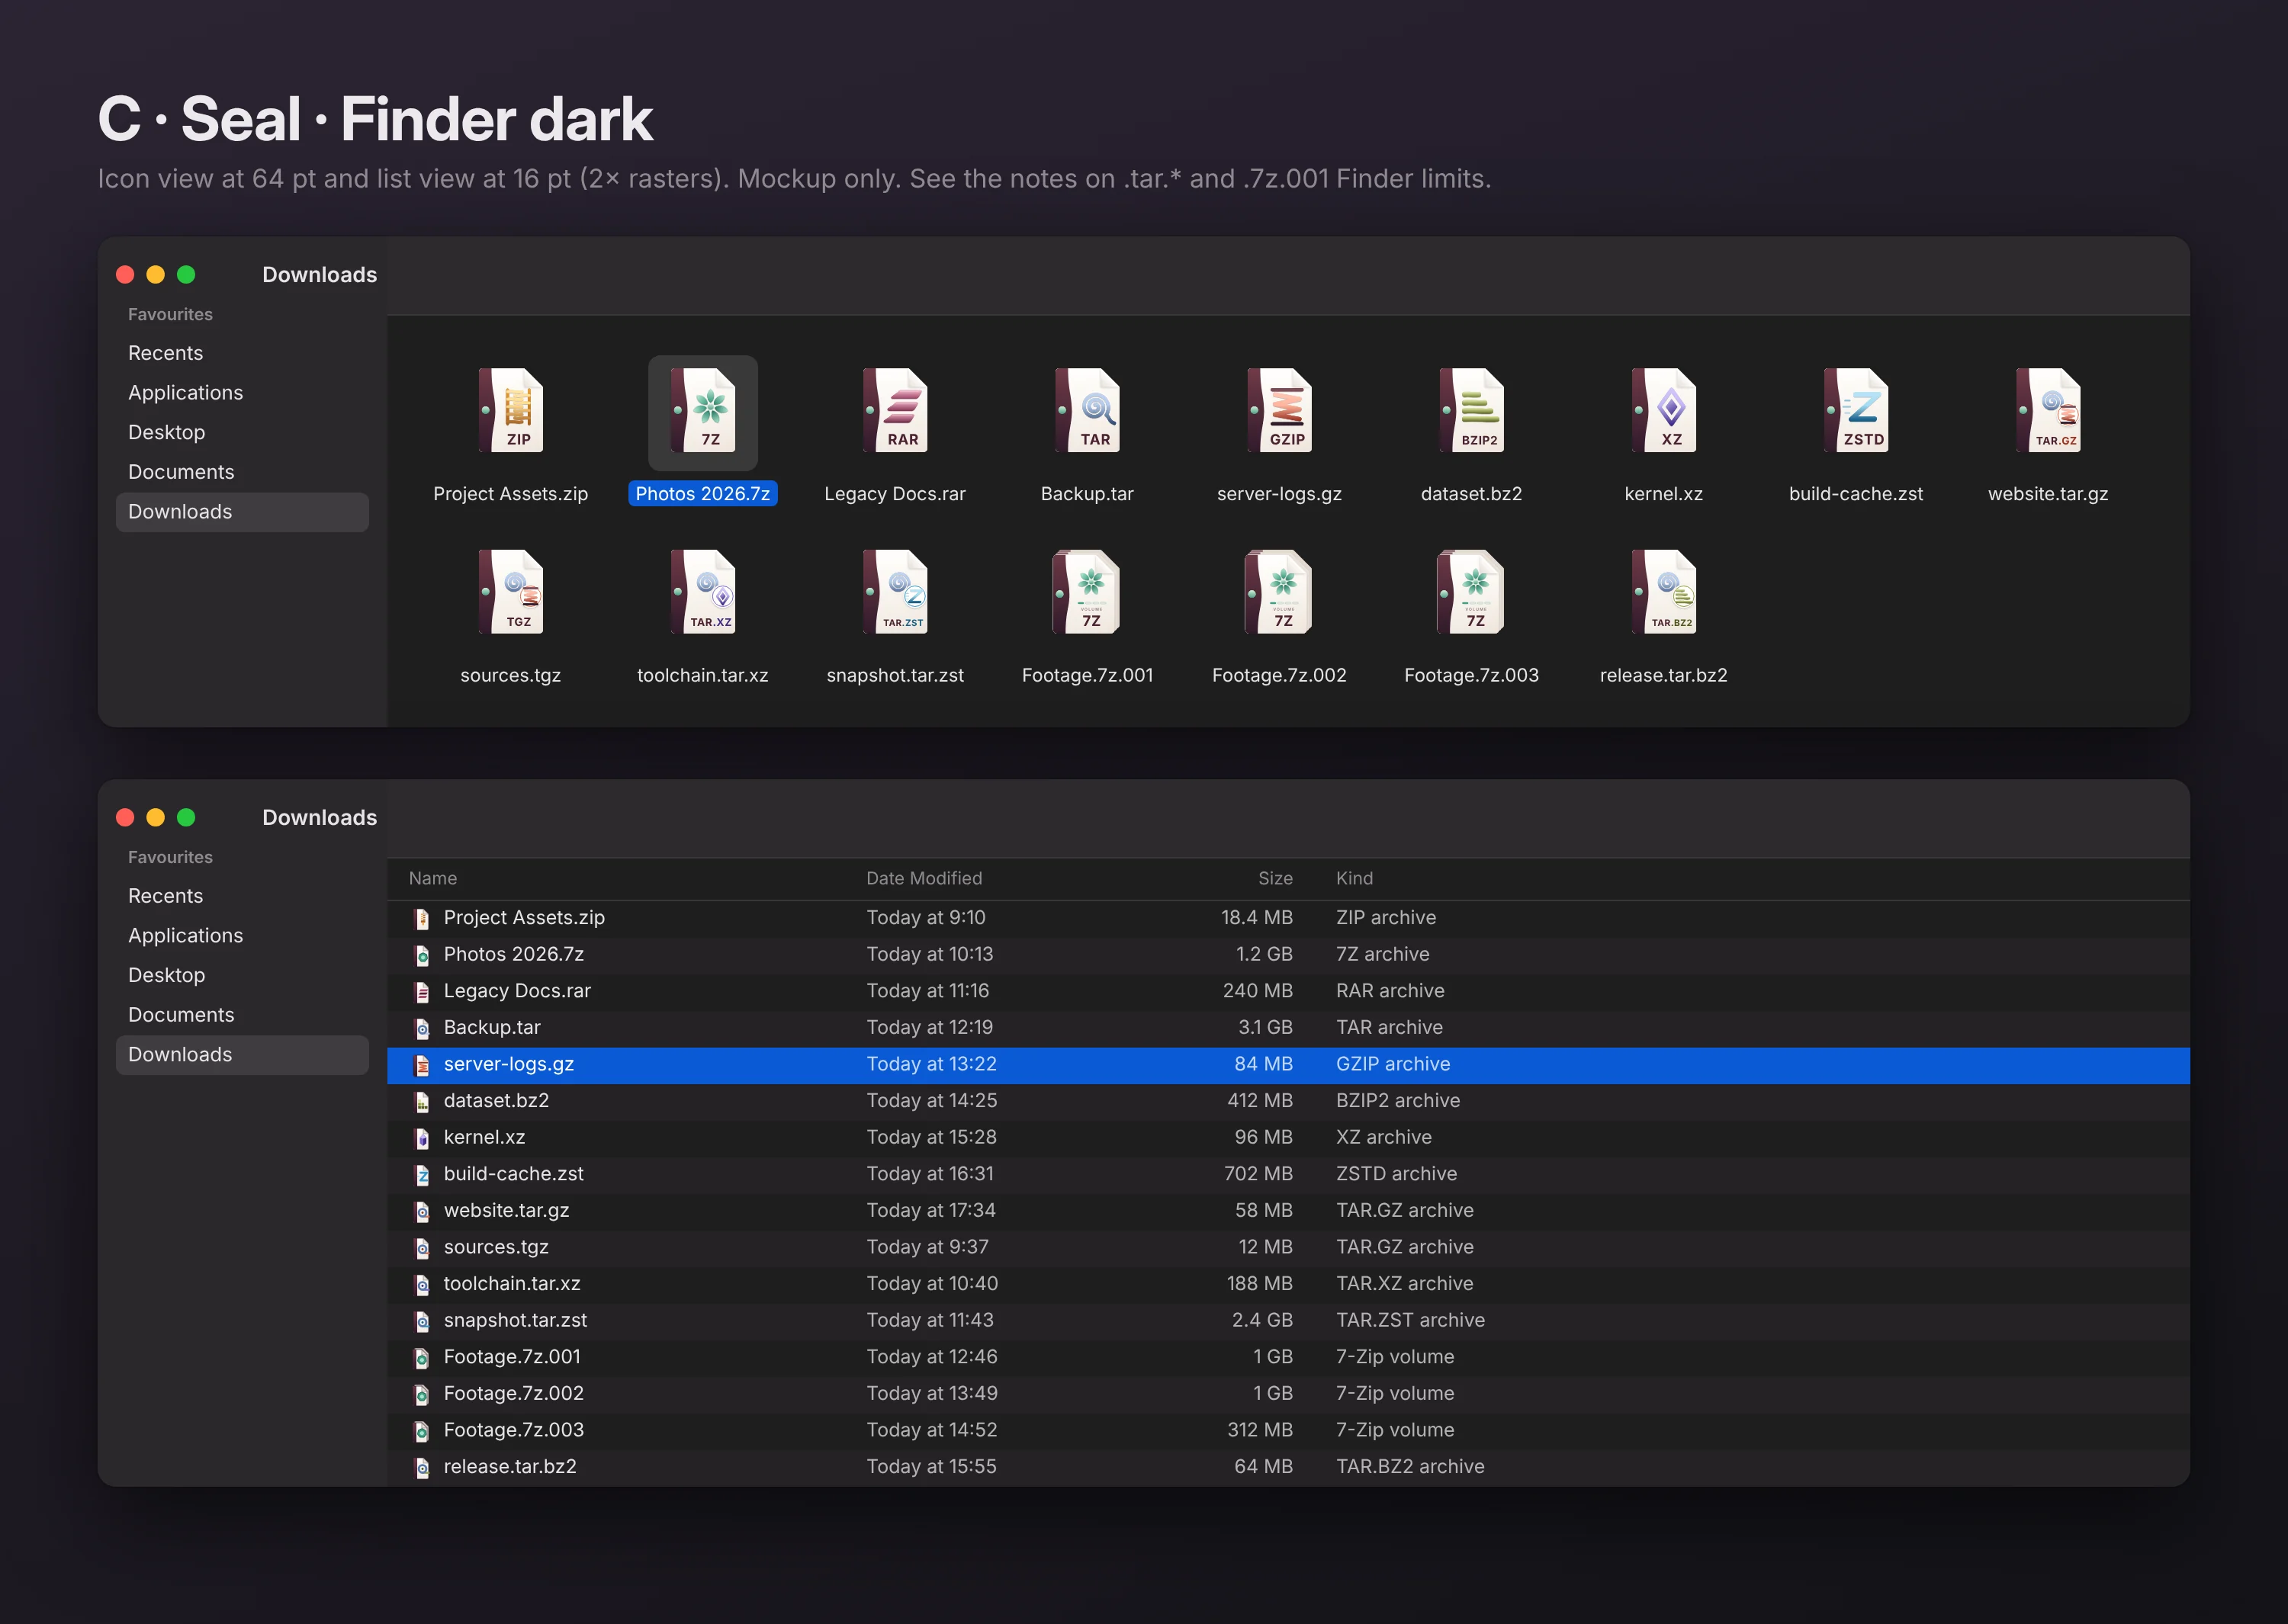 C · Seal · Finder dark
Icon view at 64 pt and list view at 16 pt (2× rasters). Mockup only. See the notes on .tar.* and .7z.001 Finder limits.
Downloads
Favourites
Recents
Applications
Desktop
Documents
Downloads
ZIP 7Z RAR TAR GZIP BZIP2 XZ ZSTD TAR.GZ
Project Assets.zip Photos 2026.7z Legacy Docs.rar Backup.tar server-logs.gz dataset.bz2 kernel.xz build-cache.zst website.tar.gz
VOLUME VOLUME VOLUME
TGZ TAR.XZ TAR.ZST 7Z 7Z 7Z TAR.BZ2
sources.tgz toolchain.tar.xz snapshot.tar.zst Footage.7z.001 Footage.7z.002 Footage.7z.003 release.tar.bz2
Downloads
Favourites
Recents
Applications
Desktop
Documents
Downloads
Name Date Modified Size Kind
Project Assets.zip Today at 9:10 18.4 MB ZIP archive
Photos 2026.7z Today at 10:13 1.2 GB 7Z archive
Legacy Docs.rar Today at 11:16 240 MB RAR archive
Backup.tar Today at 12:19 3.1 GB TAR archive
server-logs.gz Today at 13:22 84 MB GZIP archive
dataset.bz2 Today at 14:25 412 MB BZIP2 archive
kernel.xz Today at 15:28 96 MB XZ archive
build-cache.zst Today at 16:31 702 MB ZSTD archive
website.tar.gz Today at 17:34 58 MB TAR.GZ archive
sources.tgz Today at 9:37 12 MB TAR.GZ archive
toolchain.tar.xz Today at 10:40 188 MB TAR.XZ archive
snapshot.tar.zst Today at 11:43 2.4 GB TAR.ZST archive
Footage.7z.001 Today at 12:46 1 GB 7-Zip volume
Footage.7z.002 Today at 13:49 1 GB 7-Zip volume
Footage.7z.003 Today at 14:52 312 MB 7-Zip volume
release.tar.bz2 Today at 15:55 64 MB TAR.BZ2 archive